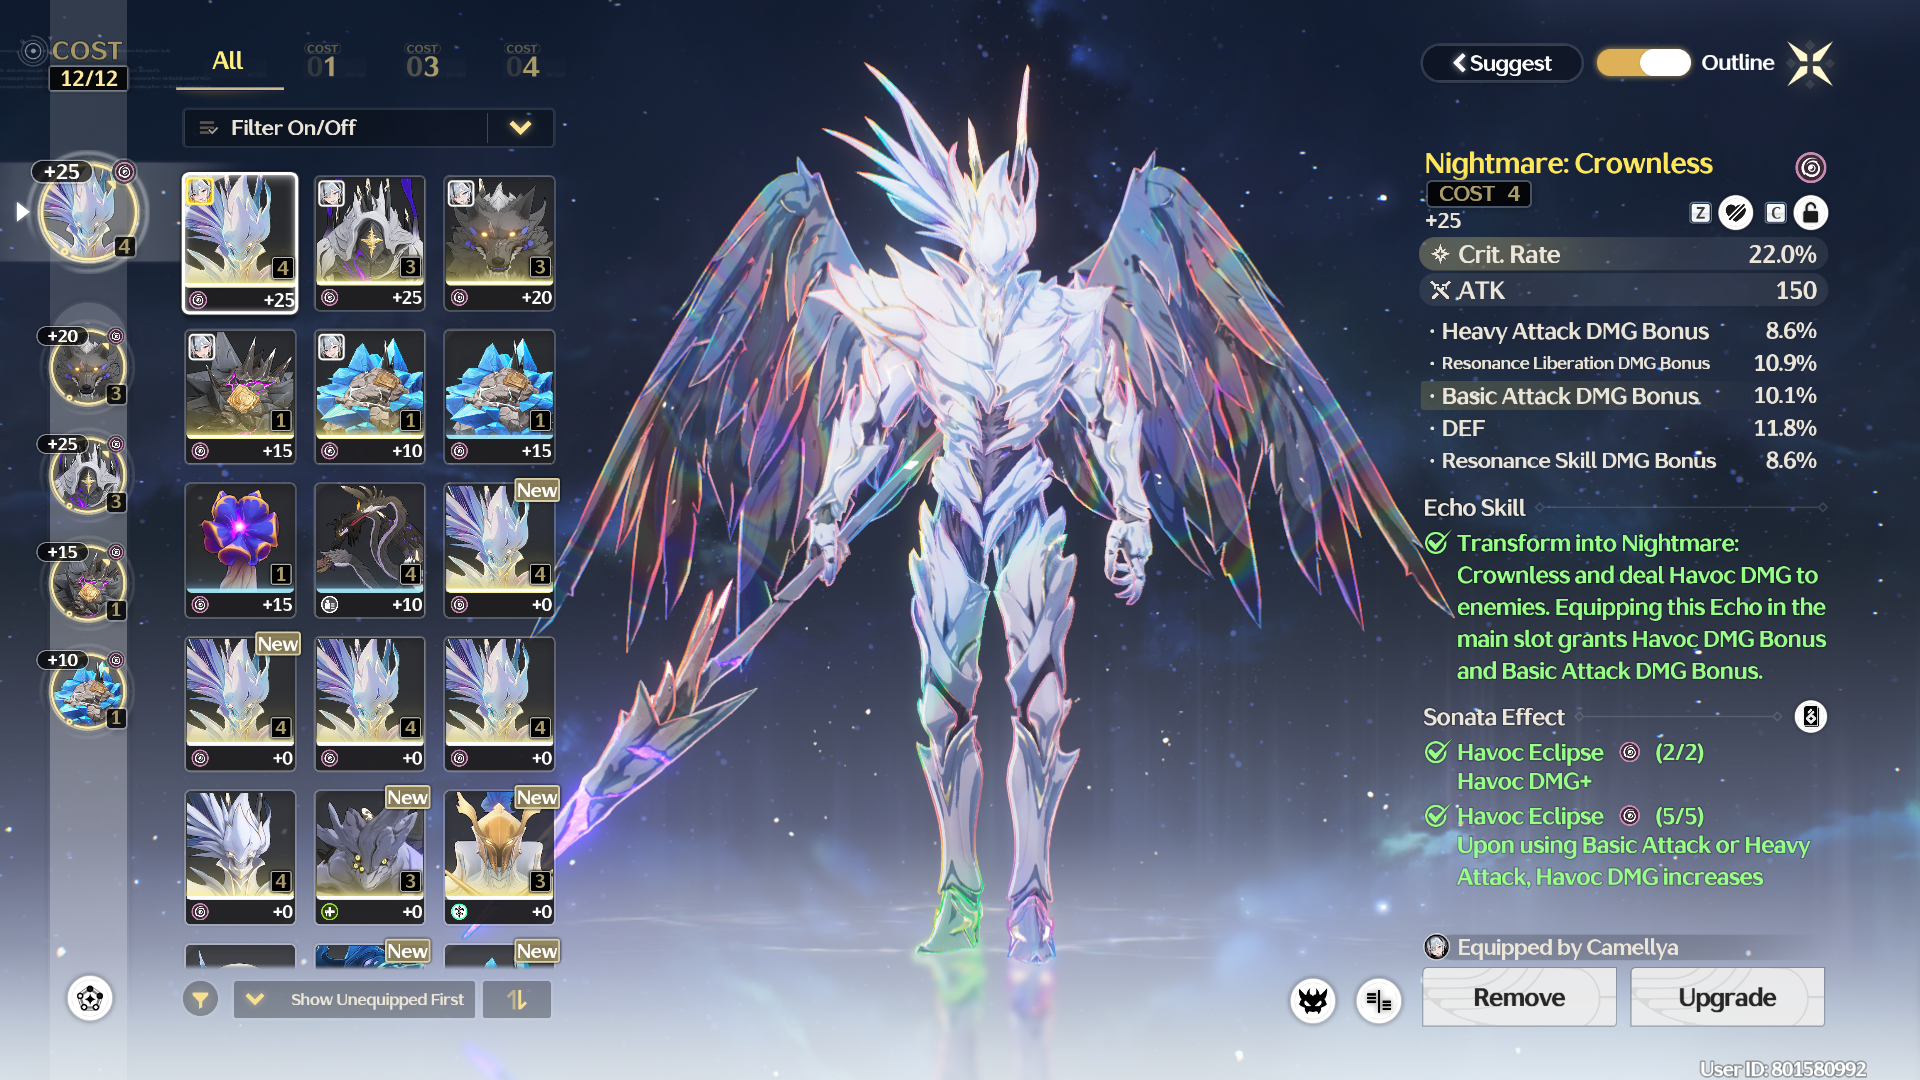 COST
12/12
All
COST
01
COST
03
COST
04
Filter On/Off
Suggest
Outline
+25
4
+20
3
+25
3
+15
1
+10
1
4
+25
3
+25
3
+20
1
+15
1
+10
1
+15
1
+15
4
+10
New
4
+0
New
4
+0
4
+0
4
+0
4
+0
New
3
+0
New
3
+0
New
New
Show Unequipped First
Nightmare: Crownless
COST 4
+25
Z
C
Crit. Rate 22.0%
ATK 150
· Heavy Attack DMG Bonus 8.6%
· Resonance Liberation DMG Bonus 10.9%
· Basic Attack DMG Bonus 10.1%
· DEF 11.8%
· Resonance Skill DMG Bonus 8.6%
Echo Skill
Transform into Nightmare:
Crownless and deal Havoc DMG to
enemies. Equipping this Echo in the
main slot grants Havoc DMG Bonus
and Basic Attack DMG Bonus.
Sonata Effect
Havoc Eclipse (2/2)
Havoc DMG+
Havoc Eclipse (5/5)
Upon using Basic Attack or Heavy
Attack, Havoc DMG increases
Equipped by Camellya
Remove
Upgrade
User ID: 801580992